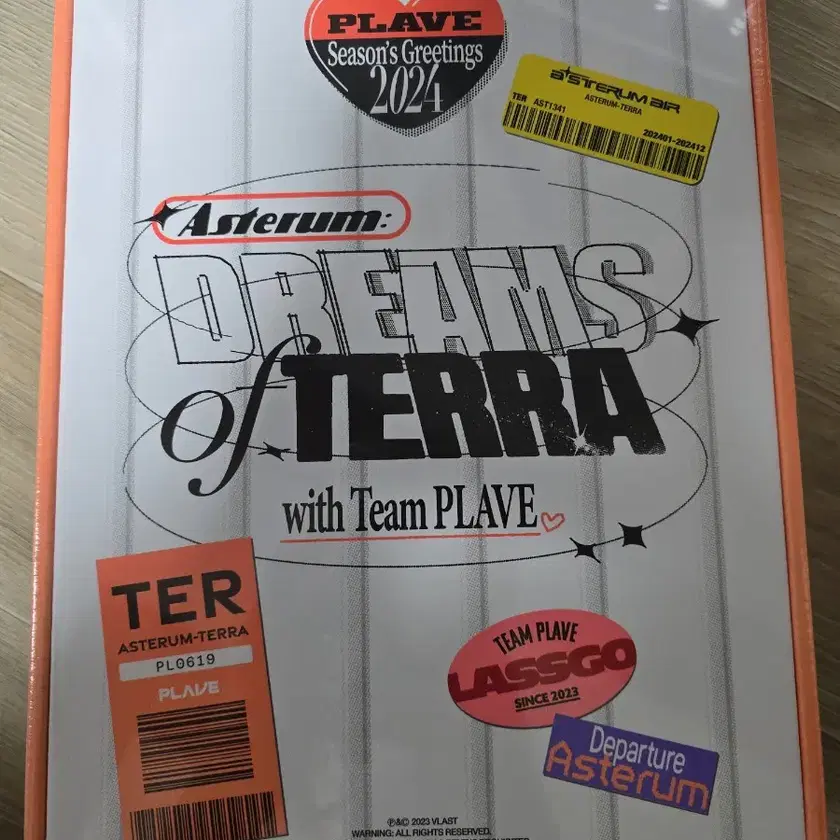 PLAVE
Season's Greetings
2024
asterum air
ASTERUM-TERRA
TER AST1341
202401-202412
Asterum:
DREAMS
of TERRA
with Team PLAVE
TER
ASTERUM-TERRA
PL0619
PLAVE
TEAM PLAVE
LASSGO
SINCE 2023
Departure
Asterum
℗&© 2023 VLAST
WARNING: ALL RIGHTS RESERVED.